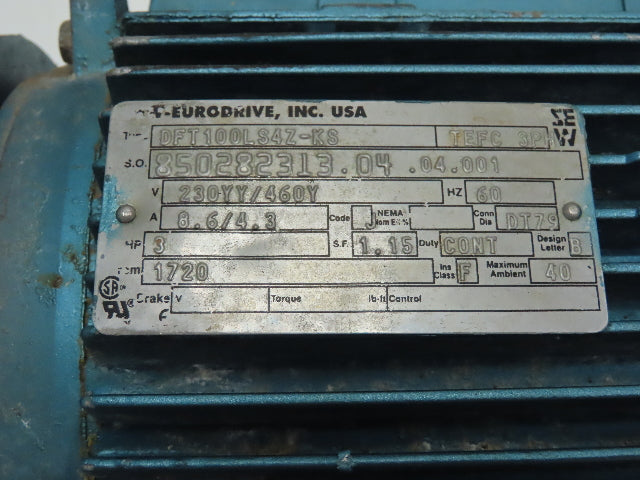 -EURODRIVE, INC. USA
SEW
DFT100LS4Z-KS TEFC 3PH
S.O. 850282313.04 .04.001
V 230YY/460Y HZ 60
A 8.6/4.3 Code J NEMA Nom Eff.% Conn Dia DT79
HP 3 S.F. 1.15 Duty CONT Design Letter B
rpm 1720 Ins Class F Maximum Ambient 40
Brake V Torque lb-ft Control